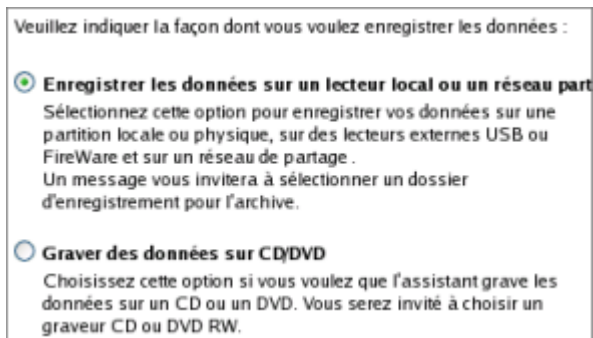 Veuillez indiquer la façon dont vous voulez enregistrer les données :
Enregistrer les données sur un lecteur local ou un réseau part
Sélectionnez cette option pour enregistrer vos données sur une
partition locale ou physique, sur des lecteurs externes USB ou
FireWare et sur un réseau de partage .
Un message vous invitera à sélectionner un dossier
d'enregistrement pour l'archive.
Graver des données sur CD/DVD
Choisissez cette option si vous voulez que l'assistant grave les
données sur un CD ou un DVD. Vous serez invité à choisir un
graveur CD ou DVD RW.